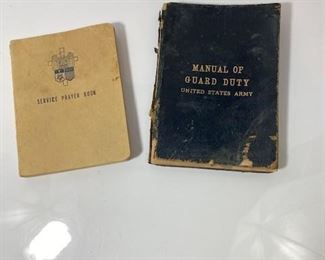 SERVICE PRAYER BOOK
MANUAL OF
GUARD DUTY
UNITED STATES ARMY